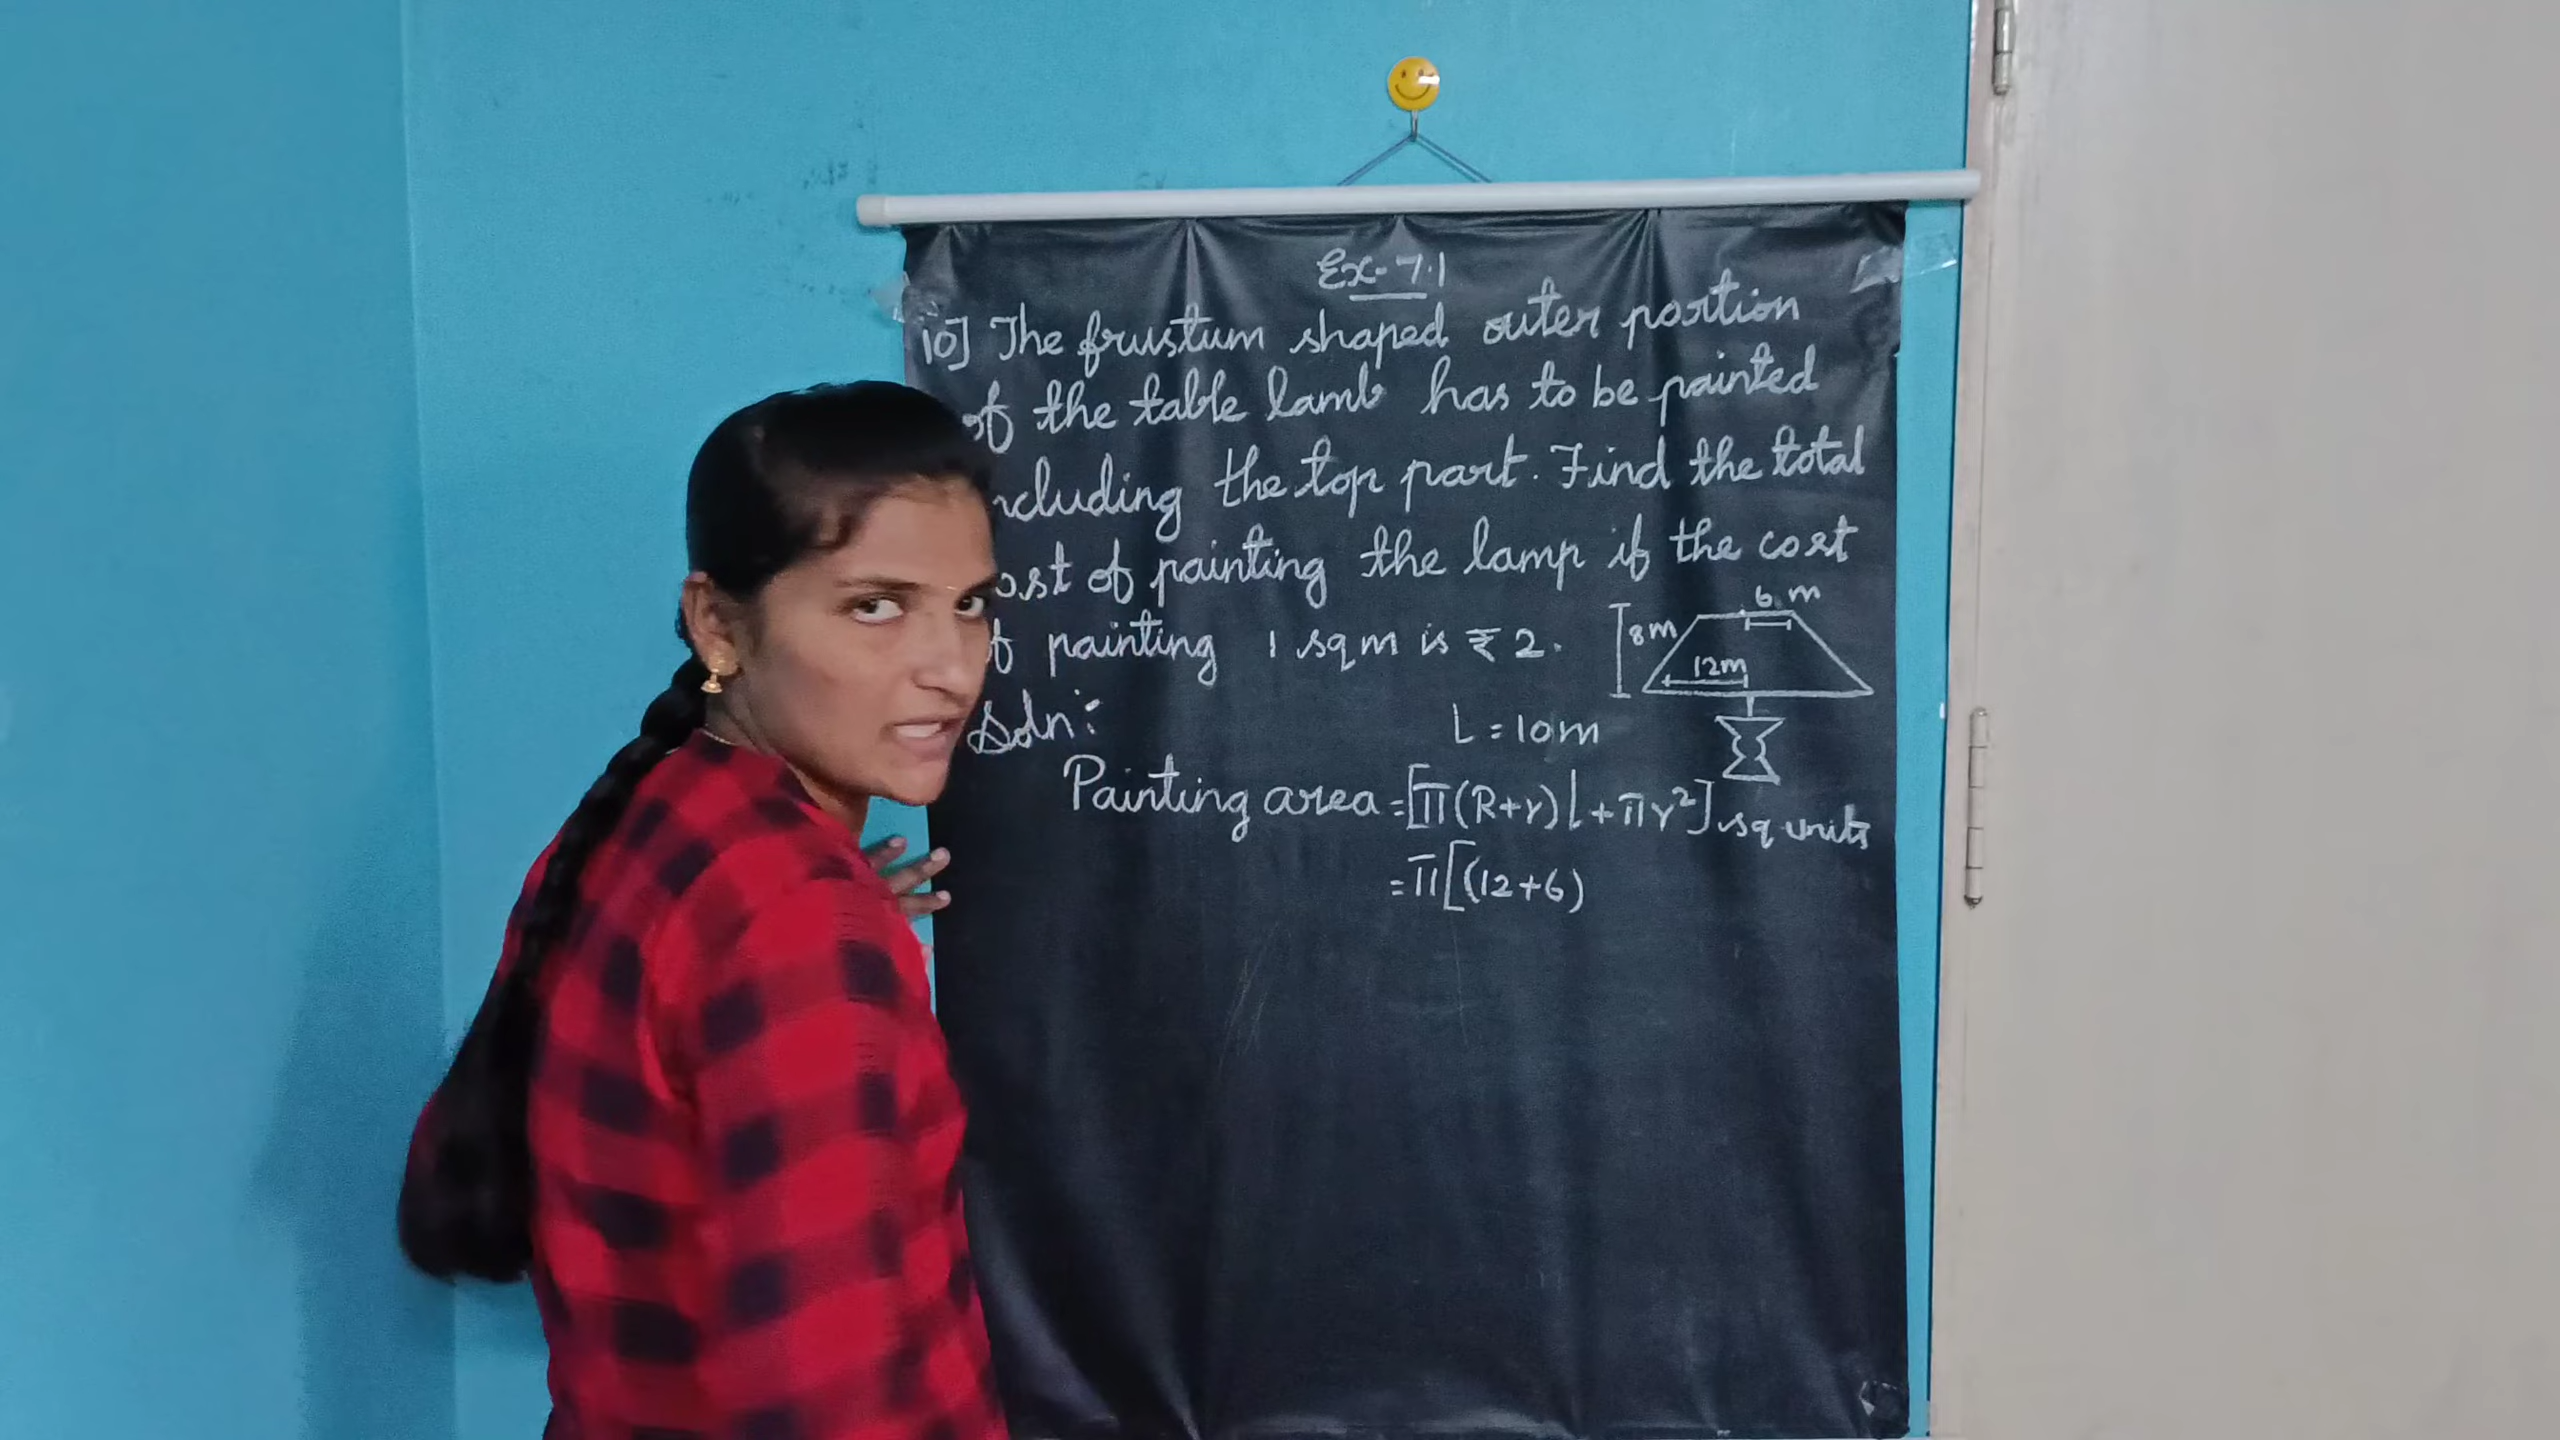 Ex-7.1
10] The frustum shaped outer portion
of the table lamb has to be painted
ncluding the top part. Find the total
ost of painting the lamp if the cost
f painting 1 sqm is ₹ 2.
6 m
8m
12m
Soln:
L = 10m
Painting area = [π(R+r)l + πr²] sq units
= π[(12+6)